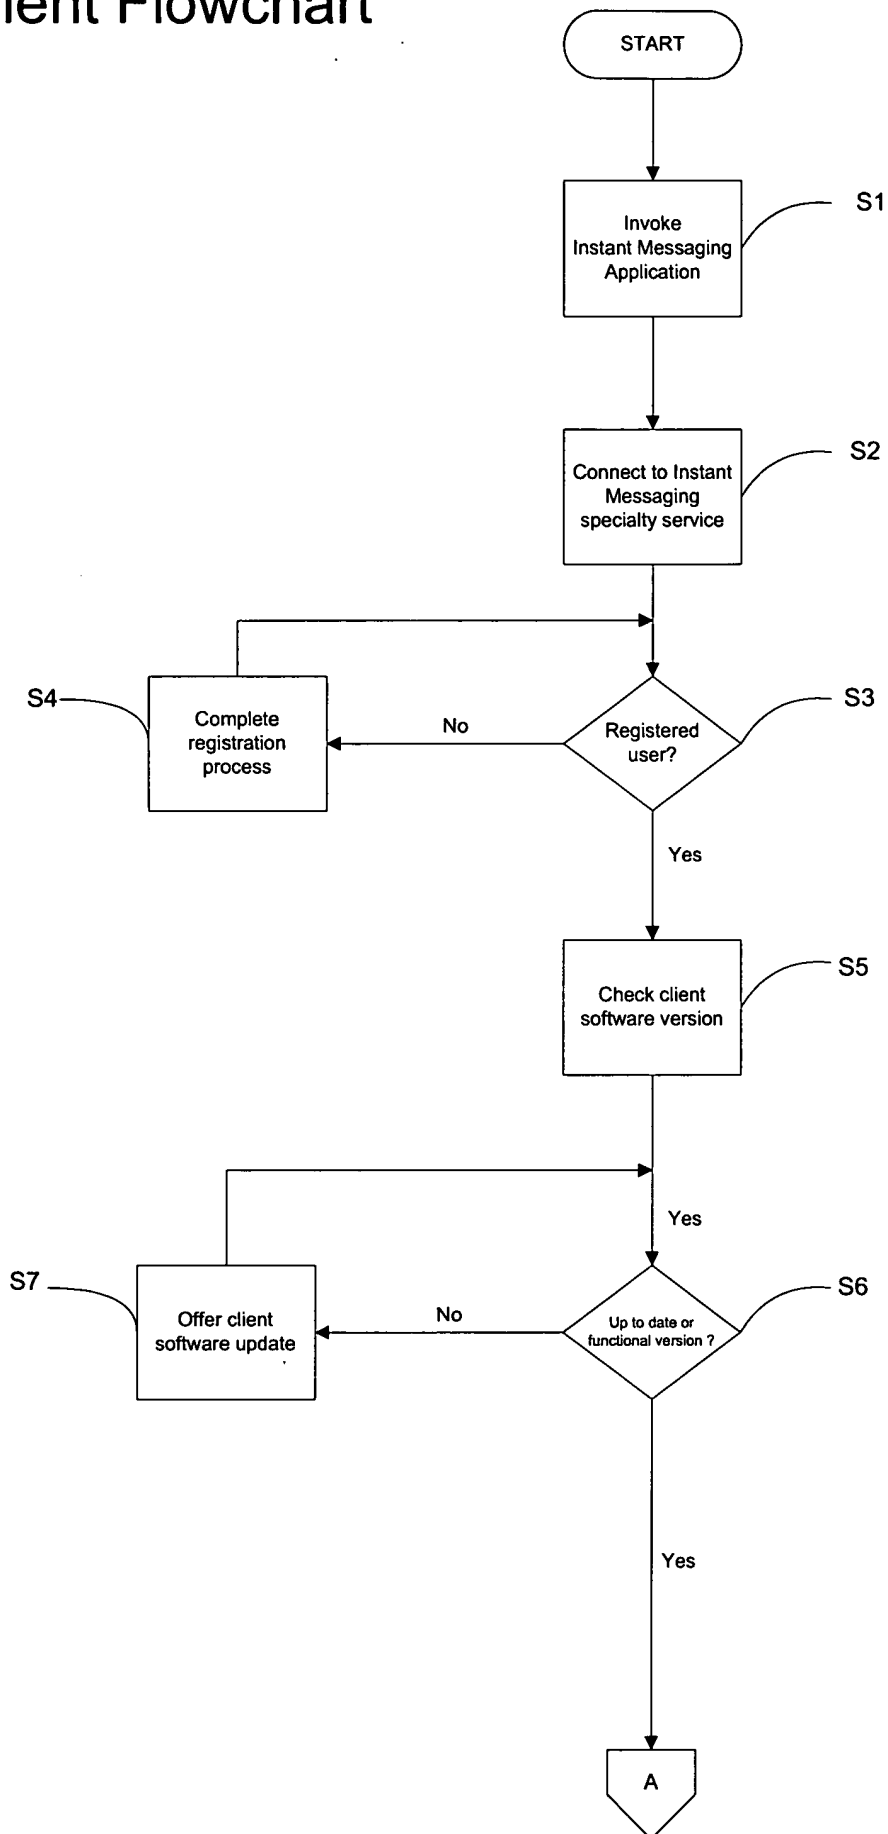 Flowchart
START
Invoke
Instant Messaging
Application
S1
Connect to Instant
Messaging
specialty service
S2
S4
Complete
registration
process
No
Registered
user?
S3
Yes
Check client
software version
S5
Yes
S7
Offer client
software update
No
Up to date or
functional version ?
S6
Yes
A